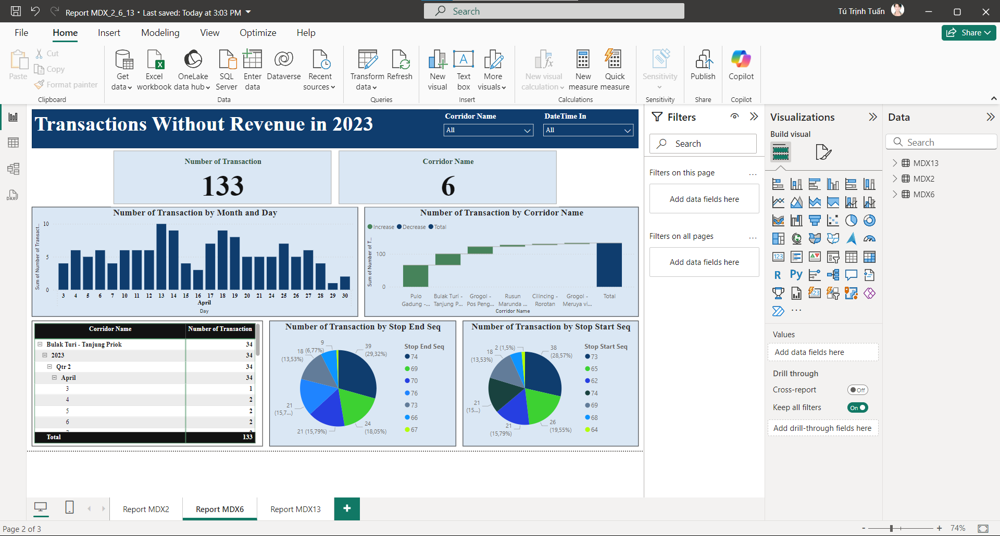 Report MDX_2_6_13 • Last saved: Today at 3:03 PM
Search
Tú Trịnh Tuấn
File
Home
Insert
Modeling
View
Optimize
Help
Share
Paste
Cut
Copy
Format painter
Clipboard
Get data
Excel workbook
OneLake data hub
SQL Server
Enter data
Dataverse
Recent sources
Data
Transform data
Refresh
Queries
New visual
Text box
More visuals
Insert
New visual calculation
New measure
Quick measure
Calculations
Sensitivity
Sensitivity
Publish
Share
Copilot
Copilot
Transactions Without Revenue in 2023
Corridor Name
All
DateTime In
All
Number of Transaction
133
Corridor Name
6
Number of Transaction by Month and Day
Sum of Number of Transact...
10
5
0
3 4 5 6 7 10 11 12 13 14 15 16 17 18 19 20 21 24 25 26 27 28 29 30
April
Day
Number of Transaction by Corridor Name
Increase Decrease Total
Sum of Number of T...
100
0
Pulo Gadung -...
Bulak Turi - Tanjung P...
Grogol - Pos Peng...
Rusun Marunda ...
Cilincing - Rorotan
Grogol - Meruya vi...
Total
Corridor Name
Corridor Name Number of Transaction
Bulak Turi - Tanjung Priok 34
2023 34
Qtr 2 34
April 34
3 1
4 2
5 2
6 2
7 2
Total 133
Number of Transaction by Stop End Seq
39 (29,32%)
24 (18,05%)
21 (15,79%)
21 (15,7...)
18 (13,53%)
9 (6,77%)
Stop End Seq
74
69
70
76
73
66
67
Number of Transaction by Stop Start Seq
38 (28,57%)
26 (19,55%)
21 (15,79%)
21 (15...)
18 (13,53%)
2 (1,5%)
Stop Start Seq
73
65
62
74
69
68
64
Filters
Search
Filters on this page
...
Add data fields here
Filters on all pages
...
Add data fields here
Visualizations
Build visual
123
R
Py
123
...
Values
Add data fields here
Drill through
Cross-report
Off
Keep all filters
On
Add drill-through fields here
Data
Search
MDX13
MDX2
MDX6
DAX
Report MDX2
Report MDX6
Report MDX13
+
Page 2 of 3
- + 74%